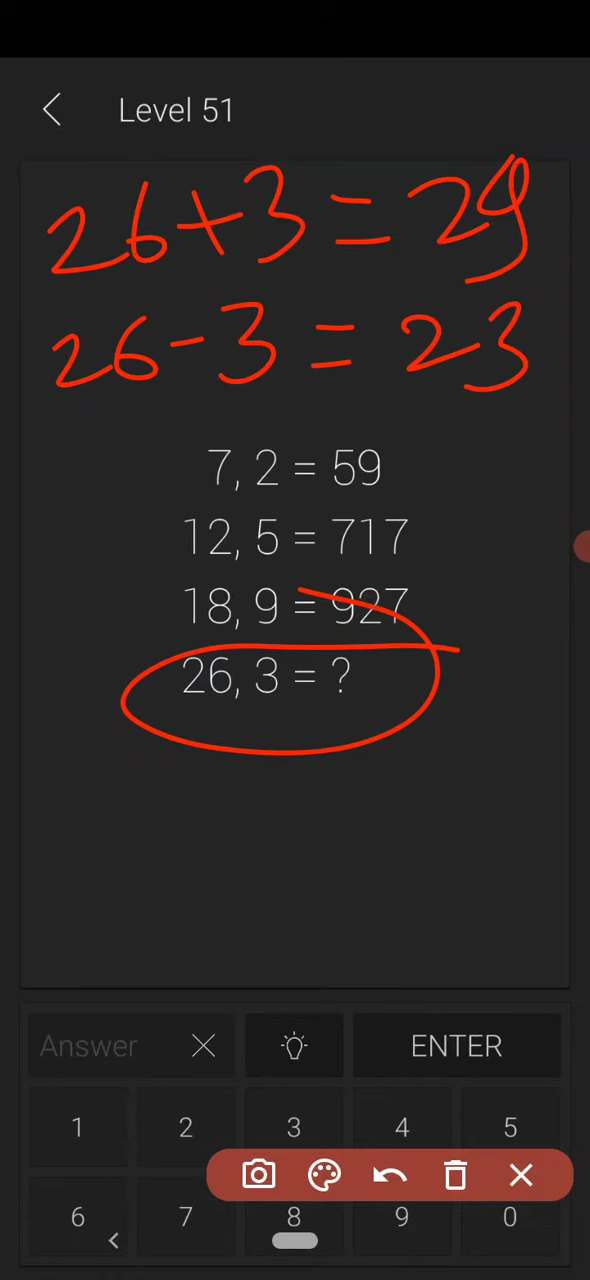 Level 51
26+3=29
26-3=23
7, 2 = 59
12, 5 = 717
18, 9 = 927
26, 3 = ?
Answer ENTER
1 2 3 4 5
6 7 8 9 0